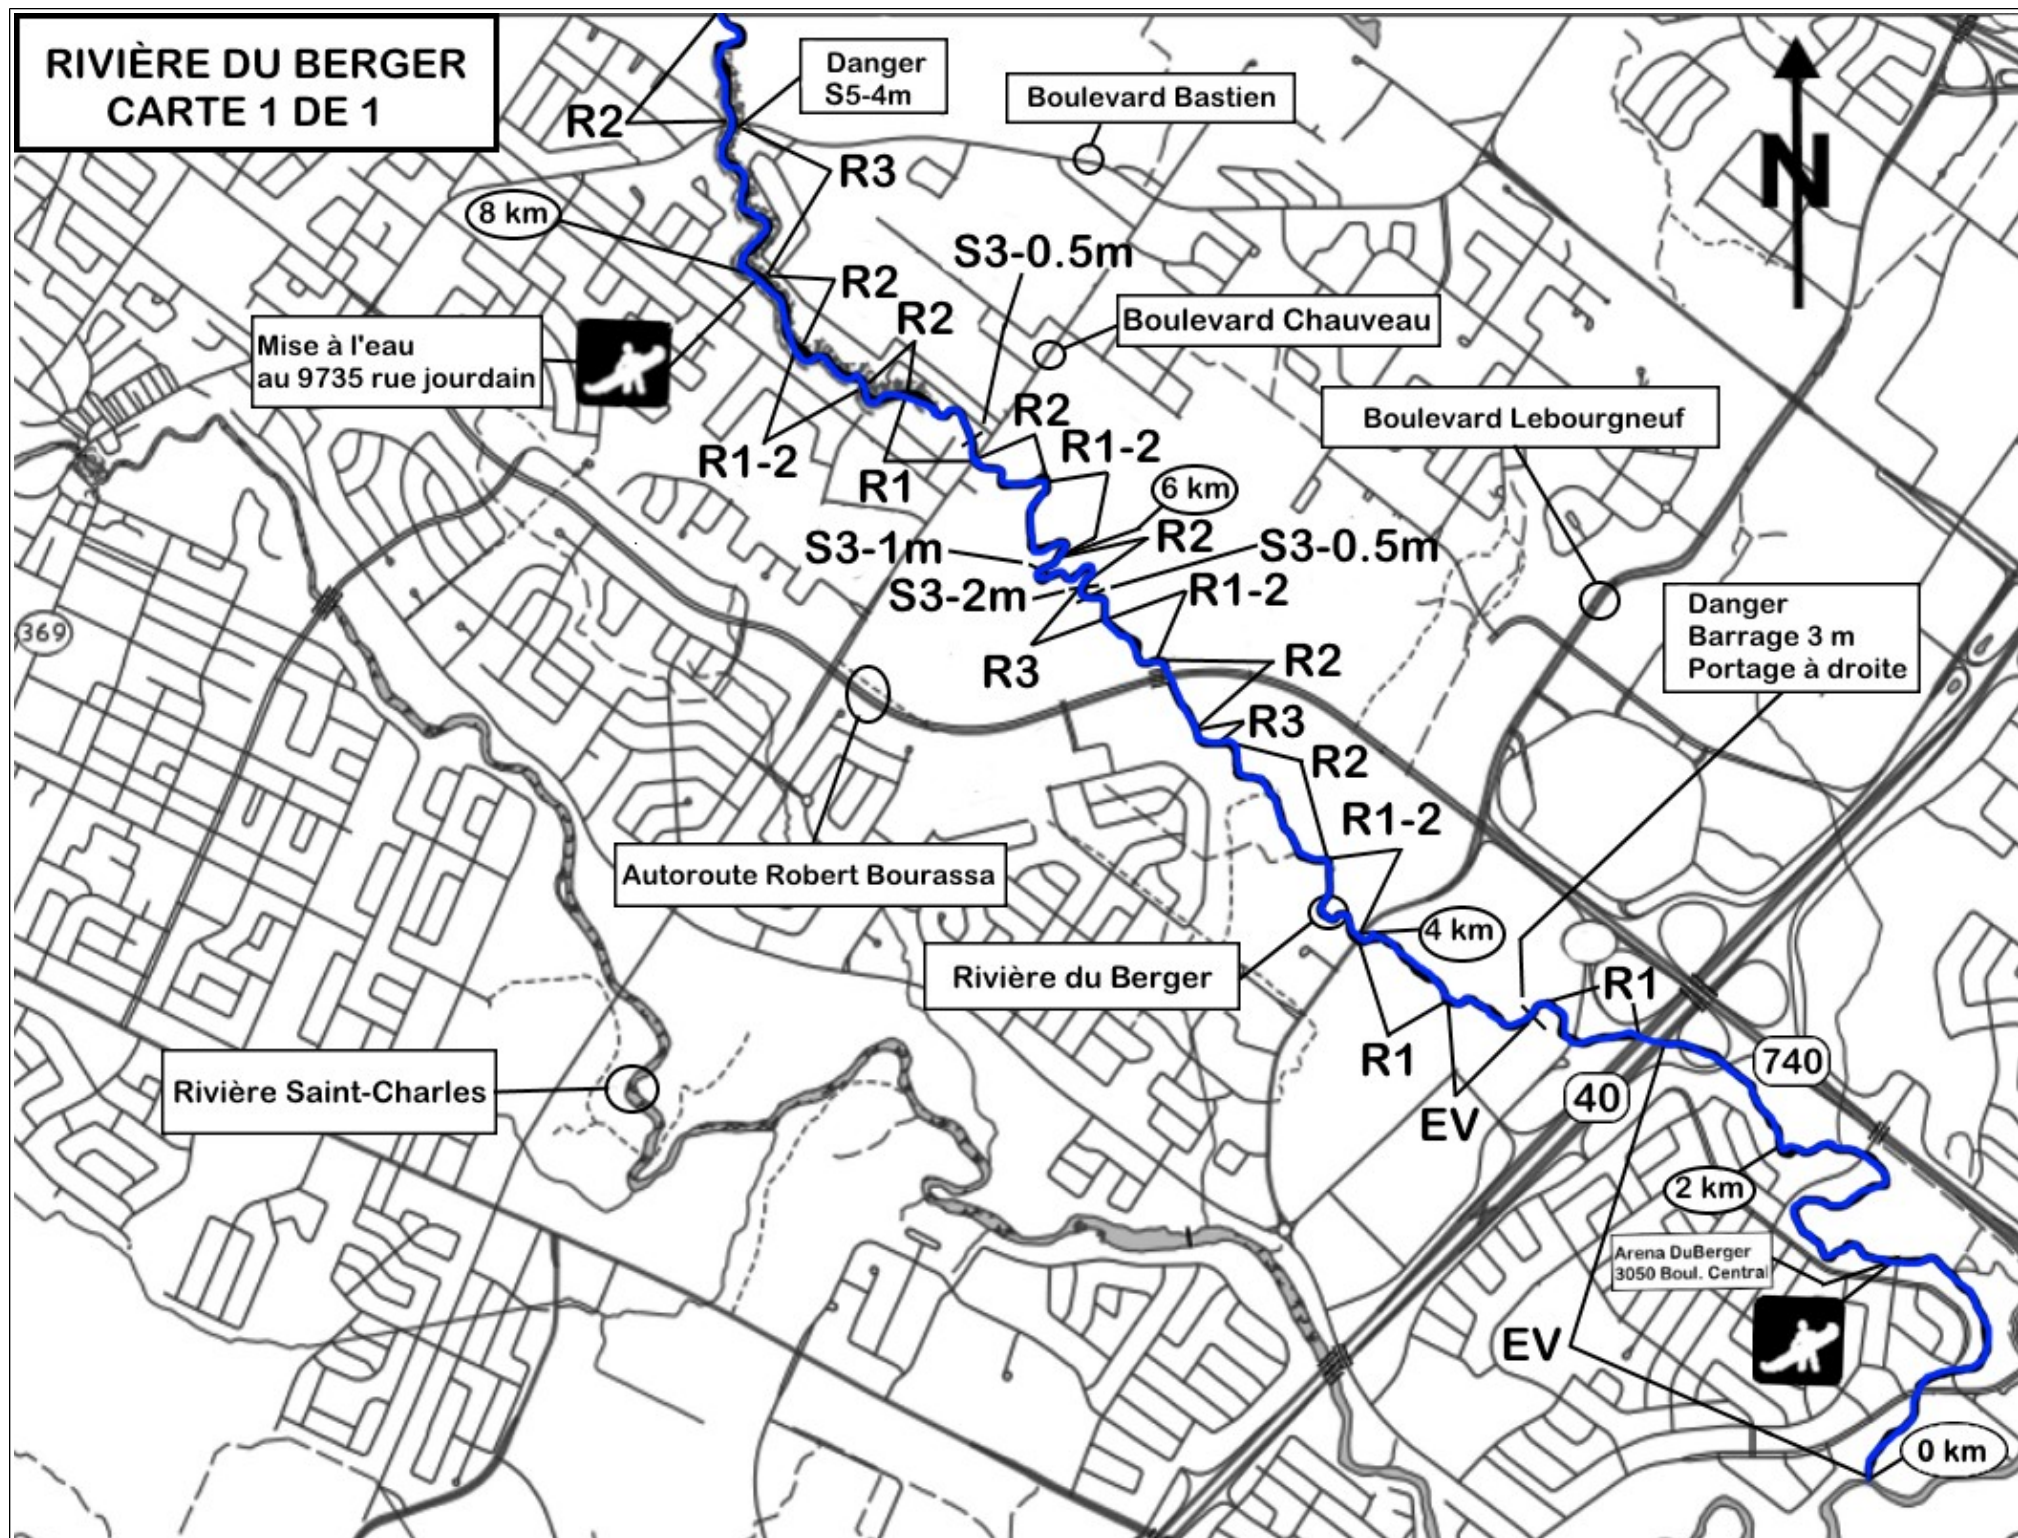 RIVIÈRE DU BERGER
CARTE 1 DE 1
Danger
S5-4m
Boulevard Bastien
R2
R3
N
8 km
S3-0.5m
R2
R2
Boulevard Chauveau
Mise à l'eau
au 9735 rue jourdain
R2
Boulevard Lebourgneuf
R1-2
R1-2
R1
6 km
S3-1m
R2
S3-0.5m
S3-2m
R1-2
Danger
Barrage 3 m
Portage à droite
369
R3
R2
R3
R2
R1-2
Autoroute Robert Bourassa
4 km
Rivière du Berger
R1
R1
740
Rivière Saint-Charles
40
EV
2 km
Arena DuBerger
3050 Boul. Central
EV
0 km